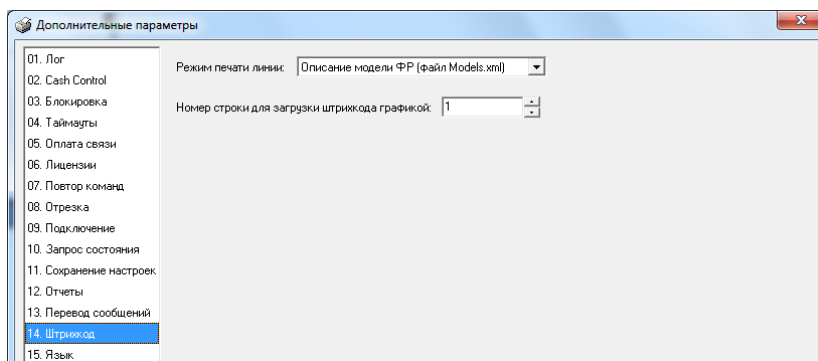 Дополнительные параметры
01. Лог
02. Cash Control
03. Блокировка
04. Таймауты
05. Оплата связи
06. Лицензии
07. Повтор команд
08. Отрезка
09. Подключение
10. Запрос состояния
11. Сохранение настроек
12. Отчеты
13. Перевод сообщений
14. Штрихкод
15. Язык
Режим печати линии: Описание модели ФР (файл Models.xml)
Номер строки для загрузки штрихкода графикой: 1